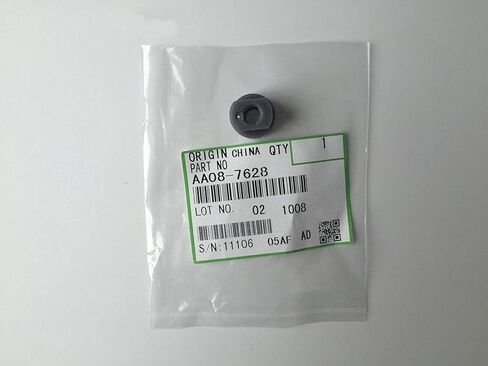 ORIGIN CHINA QTY 1
PART NO
AA08-7628
LOT NO. 02 1008
S/N:11106 05AF AD